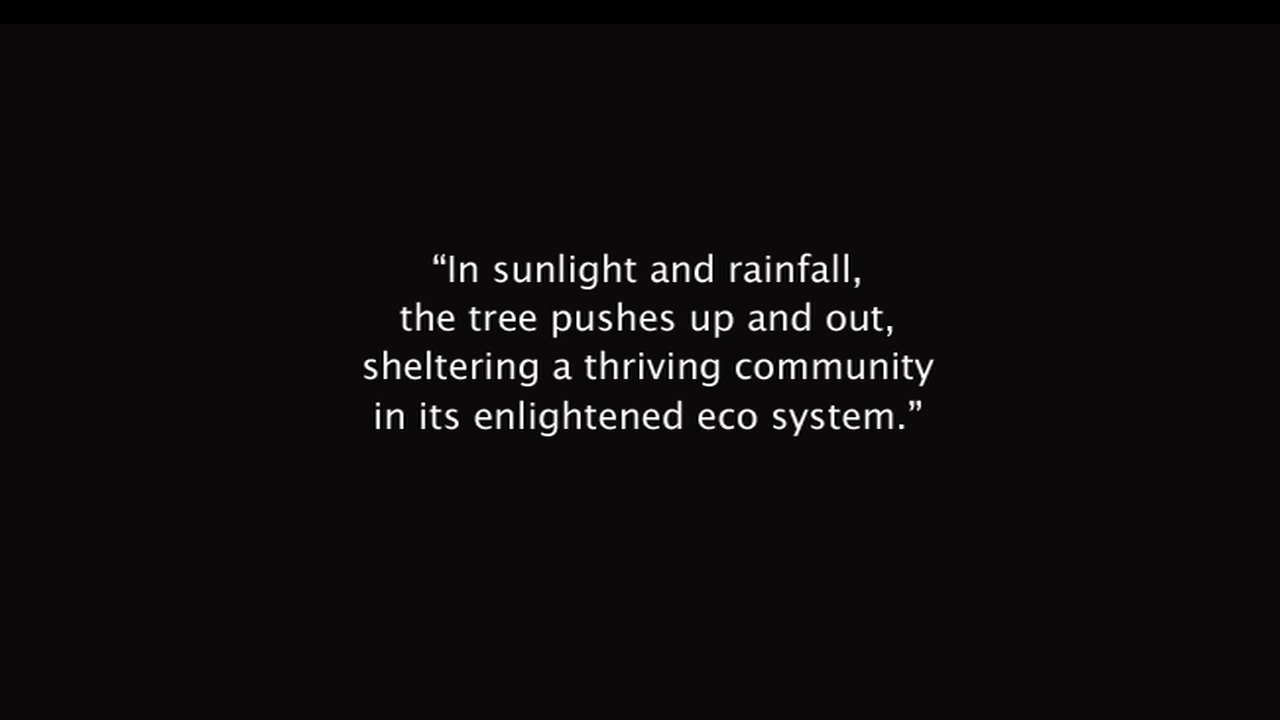 “In sunlight and rainfall,
the tree pushes up and out,
sheltering a thriving community
in its enlightened eco system.”